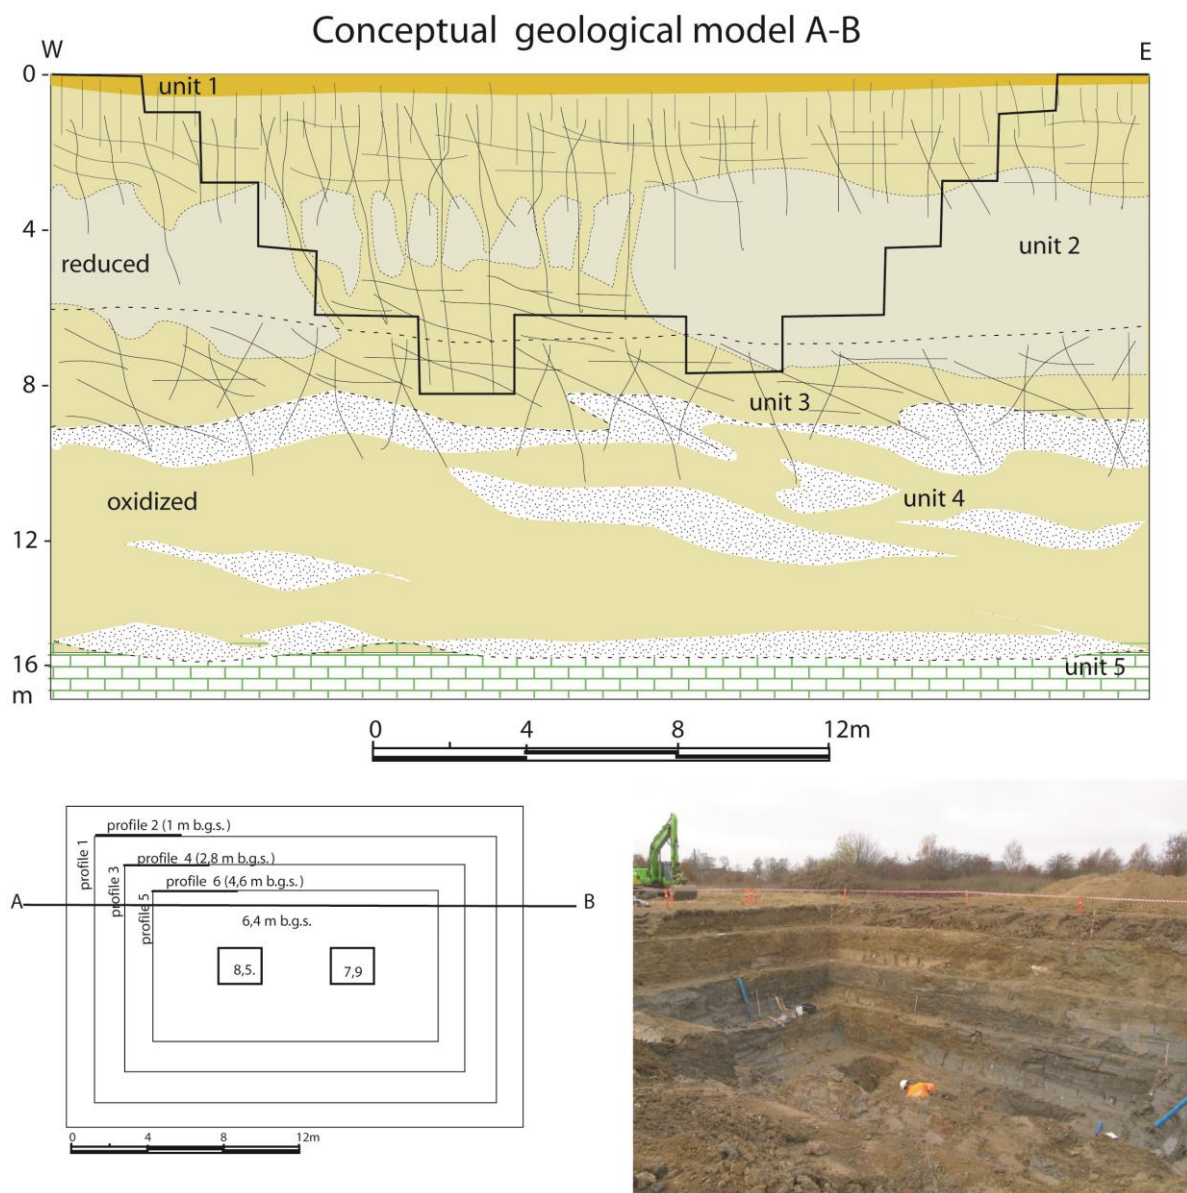 Conceptual geological model A-B
W
E
0
unit 1
4
reduced
unit 2
8
unit 3
oxidized
unit 4
12
16
unit 5
m
0 4 8 12m
profile 2 (1 m b.g.s.)
profile 1
profile 4 (2,8 m b.g.s.)
profile 3
profile 6 (4,6 m b.g.s.)
profile 5
A
B
6,4 m b.g.s.
8,5.
7,9
0 4 8 12m